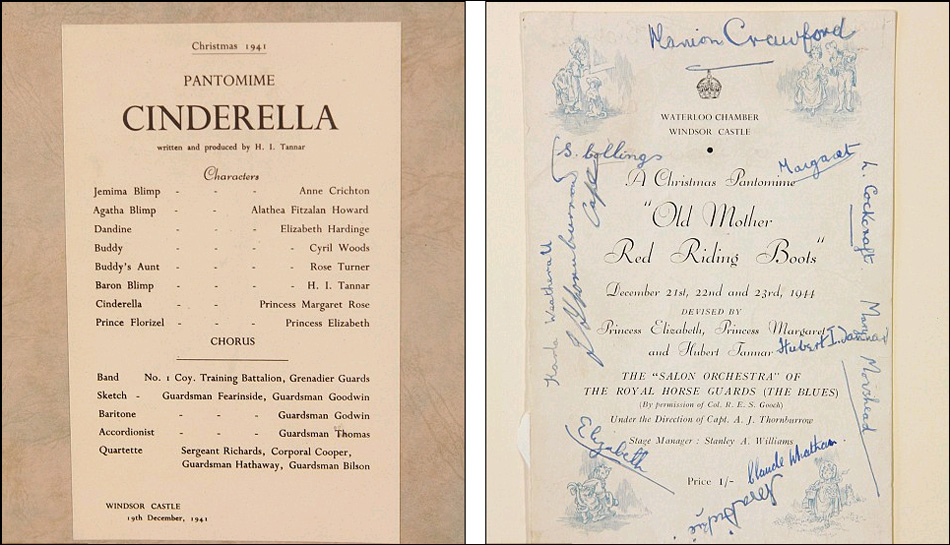 Christmas 1941
PANTOMIME
CINDERELLA
written and produced by H. I. Tannar
Characters
Jemima Blimp - - - Anne Crichton
Agatha Blimp - - Alathea Fitzalan Howard
Dandine - - - Elizabeth Hardinge
Buddy - - - - Cyril Woods
Buddy's Aunt - - - - Rose Turner
Baron Blimp - - - - H. I. Tannar
Cinderella - - Princess Margaret Rose
Prince Florizel - - - Princess Elizabeth
CHORUS
Band No. 1 Coy. Training Battalion, Grenadier Guards
Sketch - Guardsman Fearinside, Guardsman Goodwin
Baritone - - - Guardsman Godwin
Accordionist - - Guardsman Thomas
Quartette Sergeant Richards, Corporal Cooper,
Guardsman Hathaway, Guardsman Bilson
WINDSOR CASTLE
19th December, 1941
Marion Crawford
WATERLOO CHAMBER
WINDSOR CASTLE
S. Collings
Margaret
L. Cockcraft
A Christmas Pantomime
"Old Mother
Red Riding Boots"
December 21st, 22nd and 23rd, 1944
DEVISED BY
Princess Elizabeth, Princess Margaret
and Hubert Tannar
Hubert I. Tannar
Mary Morshead
THE "SALON ORCHESTRA" OF
THE ROYAL HORSE GUARDS (THE BLUES)
(By permission of Col. R. E. S. Gooch)
Under the Direction of Capt. A. J. Thornburrow
Stage Manager : Stanley A. Williams
Elizabeth
Claude Whatham.
Price 1/-